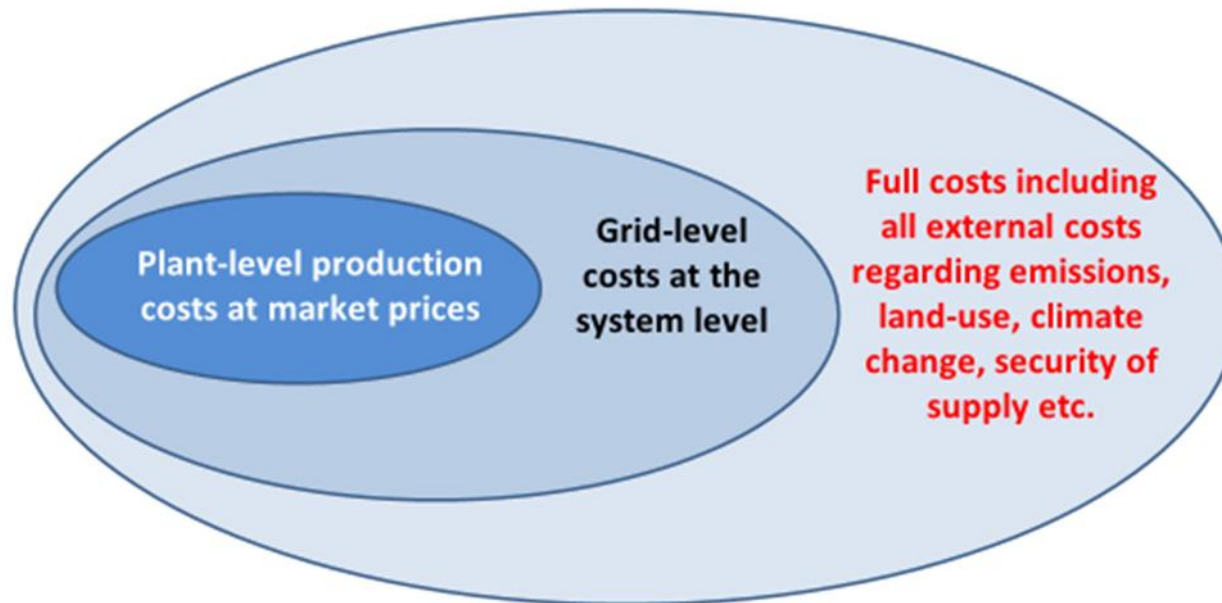 Plant-level production
costs at market prices
Grid-level
costs at the
system level
Full costs including
all external costs
regarding emissions,
land-use, climate
change, security of
supply etc.